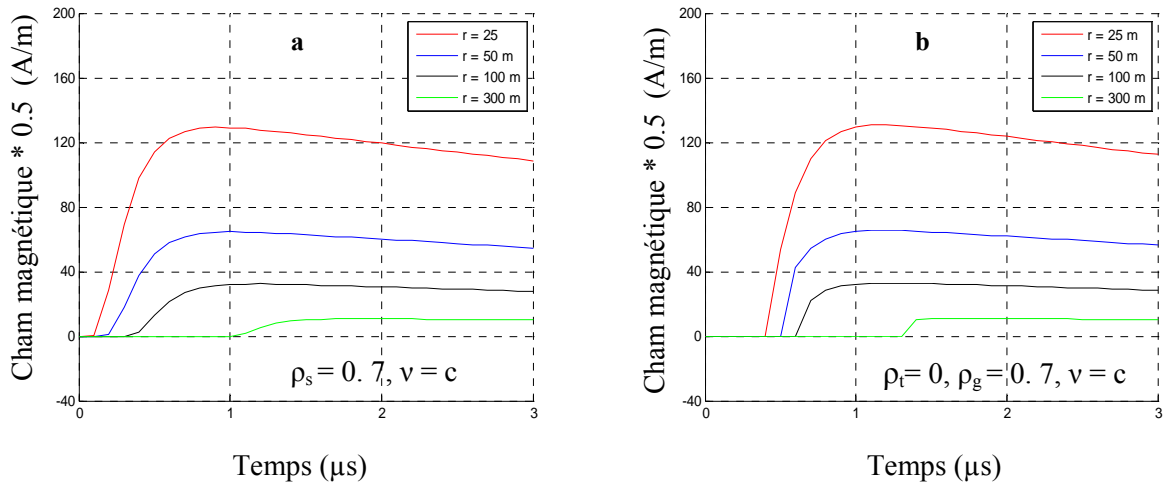 Cham magnétique * 0.5 (A/m)
200
160
120
80
40
0
-40
a
r = 25
r = 50 m
r = 100 m
r = 300 m
ρs = 0. 7, ν = c
0
1
2
3
Temps (µs)
Cham magnétique * 0.5 (A/m)
200
160
120
80
40
0
-40
b
r = 25 m
r = 50 m
r = 100 m
r = 300 m
ρt= 0, ρg = 0.7, ν = c
0
1
2
3
Temps (µs)